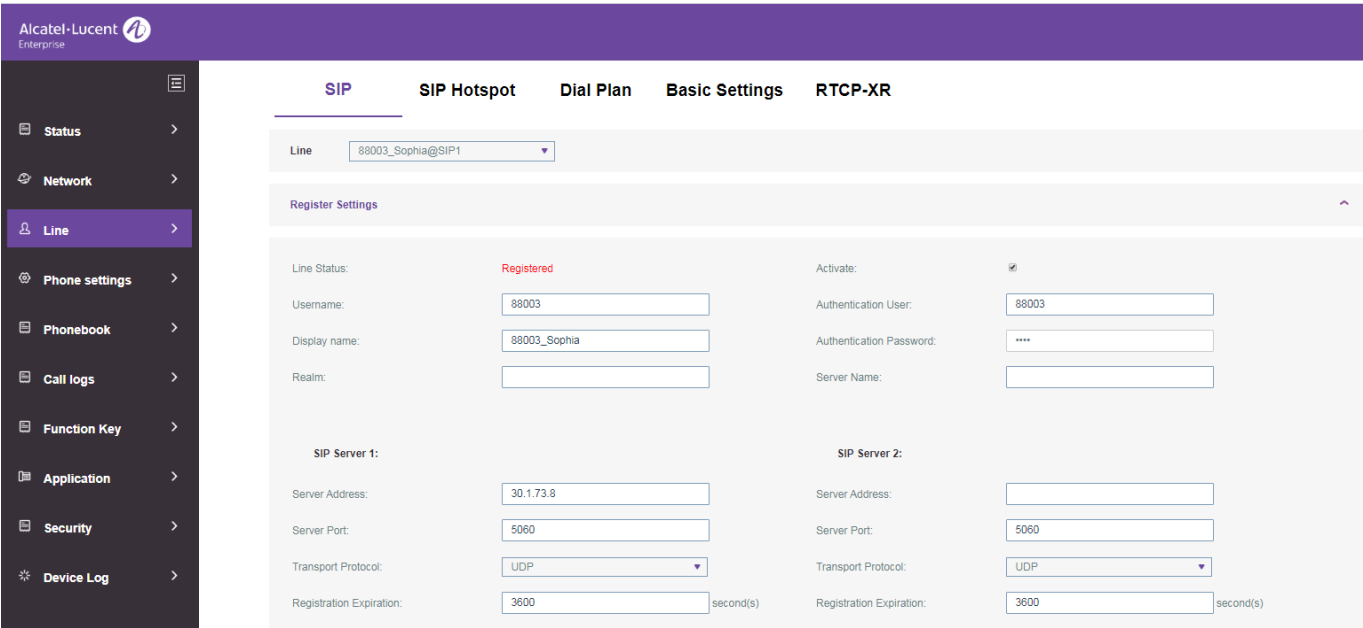 Alcatel·Lucent
Enterprise
SIP SIP Hotspot Dial Plan Basic Settings RTCP-XR
Status
Network
Line
Phone settings
Phonebook
Call logs
Function Key
Application
Security
Device Log
Line 88003_Sophia@SIP1
Register Settings
Line Status: Registered Activate:
Username: 88003 Authentication User: 88003
Display name: 88003_Sophia Authentication Password: ••••
Realm: Server Name:
SIP Server 1: SIP Server 2:
Server Address: 30.1.73.8 Server Address:
Server Port: 5060 Server Port: 5060
Transport Protocol: UDP Transport Protocol: UDP
Registration Expiration: 3600 second(s) Registration Expiration: 3600 second(s)